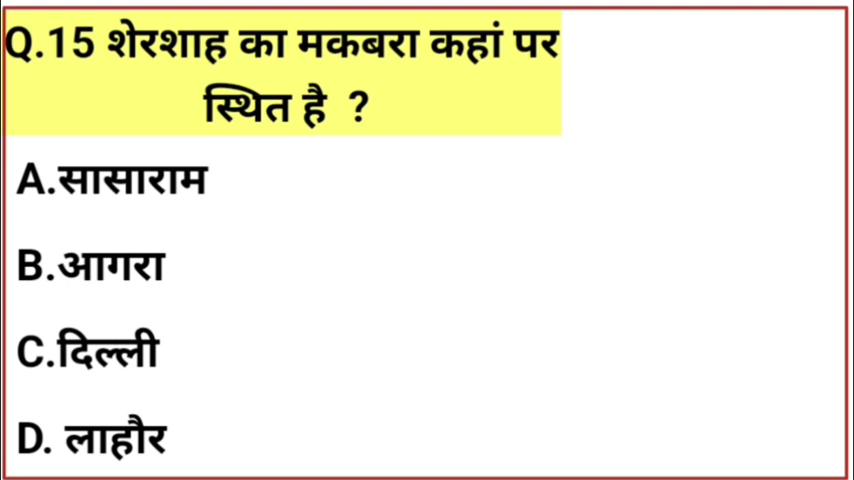 Q.15 शेरशाह का मकबरा कहां पर
स्थित है ?
A.सासाराम
B.आगरा
C.दिल्ली
D. लाहौर